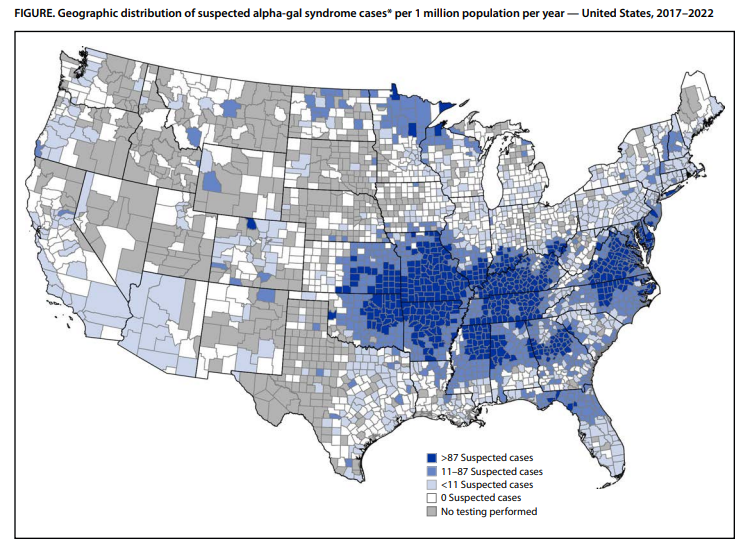 FIGURE. Geographic distribution of suspected alpha-gal syndrome cases* per 1 million population per year — United States, 2017–2022
>87 Suspected cases
11–87 Suspected cases
<11 Suspected cases
0 Suspected cases
No testing performed